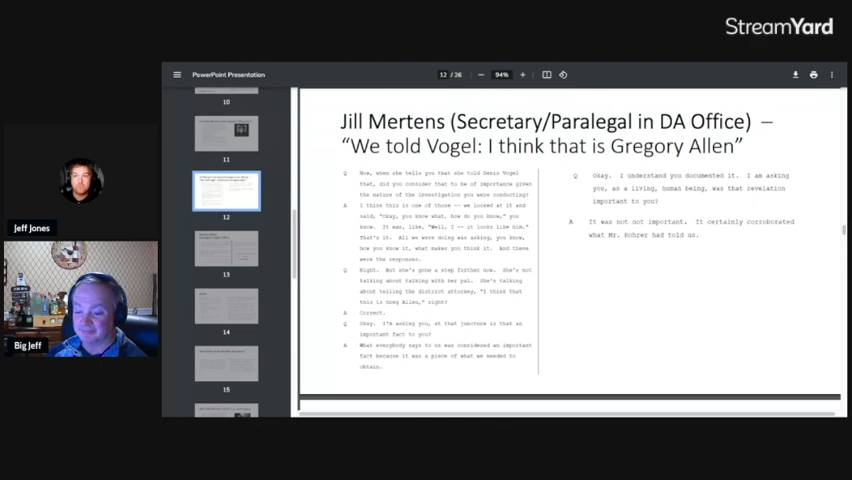 StreamYard
PowerPoint Presentation
12 / 26
94%
10
11
12
13
14
15
Jeff Jones
Big Jeff
Jill Mertens (Secretary/Paralegal in DA Office) –
“We told Vogel: I think that is Gregory Allen”
Q Now, when she tells you that she told Denis Vogel
that, did you consider that to be of importance given
the nature of the investigation you were conducting?
A I think this is one of those -- we looked at it and
said, "Okay, you know what, how do you know," you
know. It was, like, "Well, I -- it looks like him."
That's it. All we were doing was asking, you know,
how you know it, what makes you think it. And these
were the responses.
Q Right. But she's gone a step further now. She's not
talking about talking with her pal. She's talking
about telling the district attorney, "I think that
this is Greg Allen," right?
A Correct.
Q Okay. I'm asking you, at that juncture is that an
important fact to you?
A What everybody says to us was considered an important
fact because it was a piece of what we needed to
obtain.
Q Okay. I understand you documented it. I am asking
you, as a living, human being, was that revelation
important to you?
A It was not not important. It certainly corroborated
what Mr. Rohrer had told us.